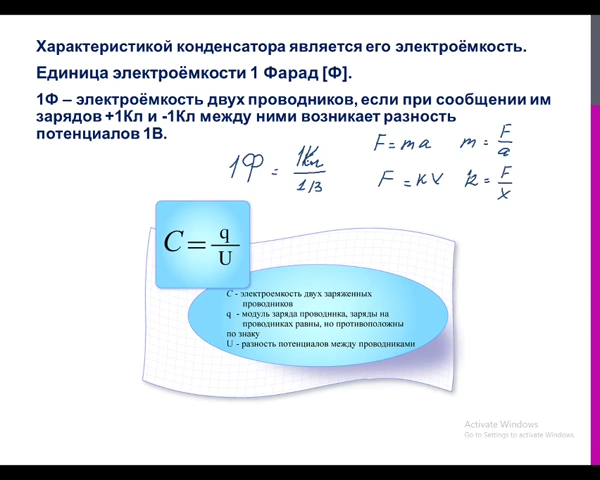 Характеристикой конденсатора является его электроёмкость.
Единица электроёмкости 1 Фарад [Ф].
1Ф – электроёмкость двух проводников, если при сообщении им
зарядов +1Кл и -1Кл между ними возникает разность
потенциалов 1В.
1Ф = 1Кл / 1В
F = ma m = F / a
F = kx k = F / x
C = q / U
C - электроемкость двух заряженных
проводников
q - модуль заряда проводника, заряды на
проводниках равны, но противоположны
по знаку
U - разность потенциалов между проводниками
Activate Windows
Go to Settings to activate Windows.